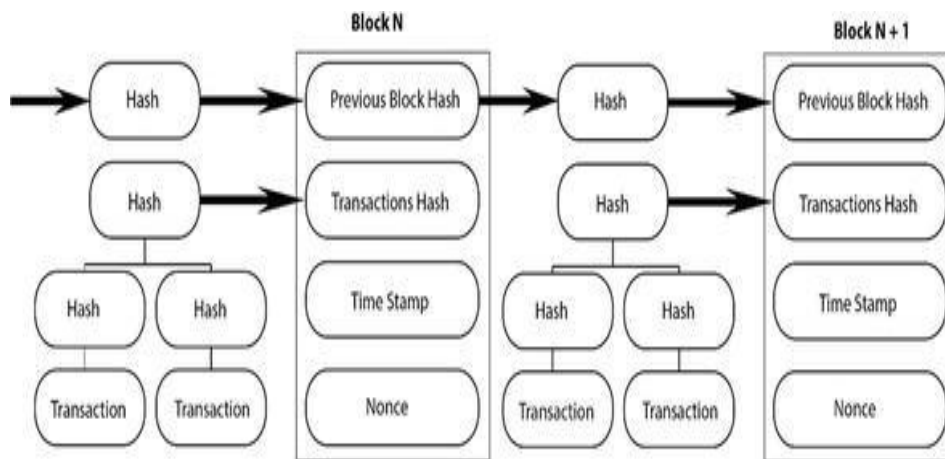 Block N
Block N + 1
Hash
Previous Block Hash
Hash
Previous Block Hash
Hash
Transactions Hash
Hash
Transactions Hash
Hash
Hash
Time Stamp
Hash
Hash
Time Stamp
Transaction
Transaction
Nonce
Transaction
Transaction
Nonce